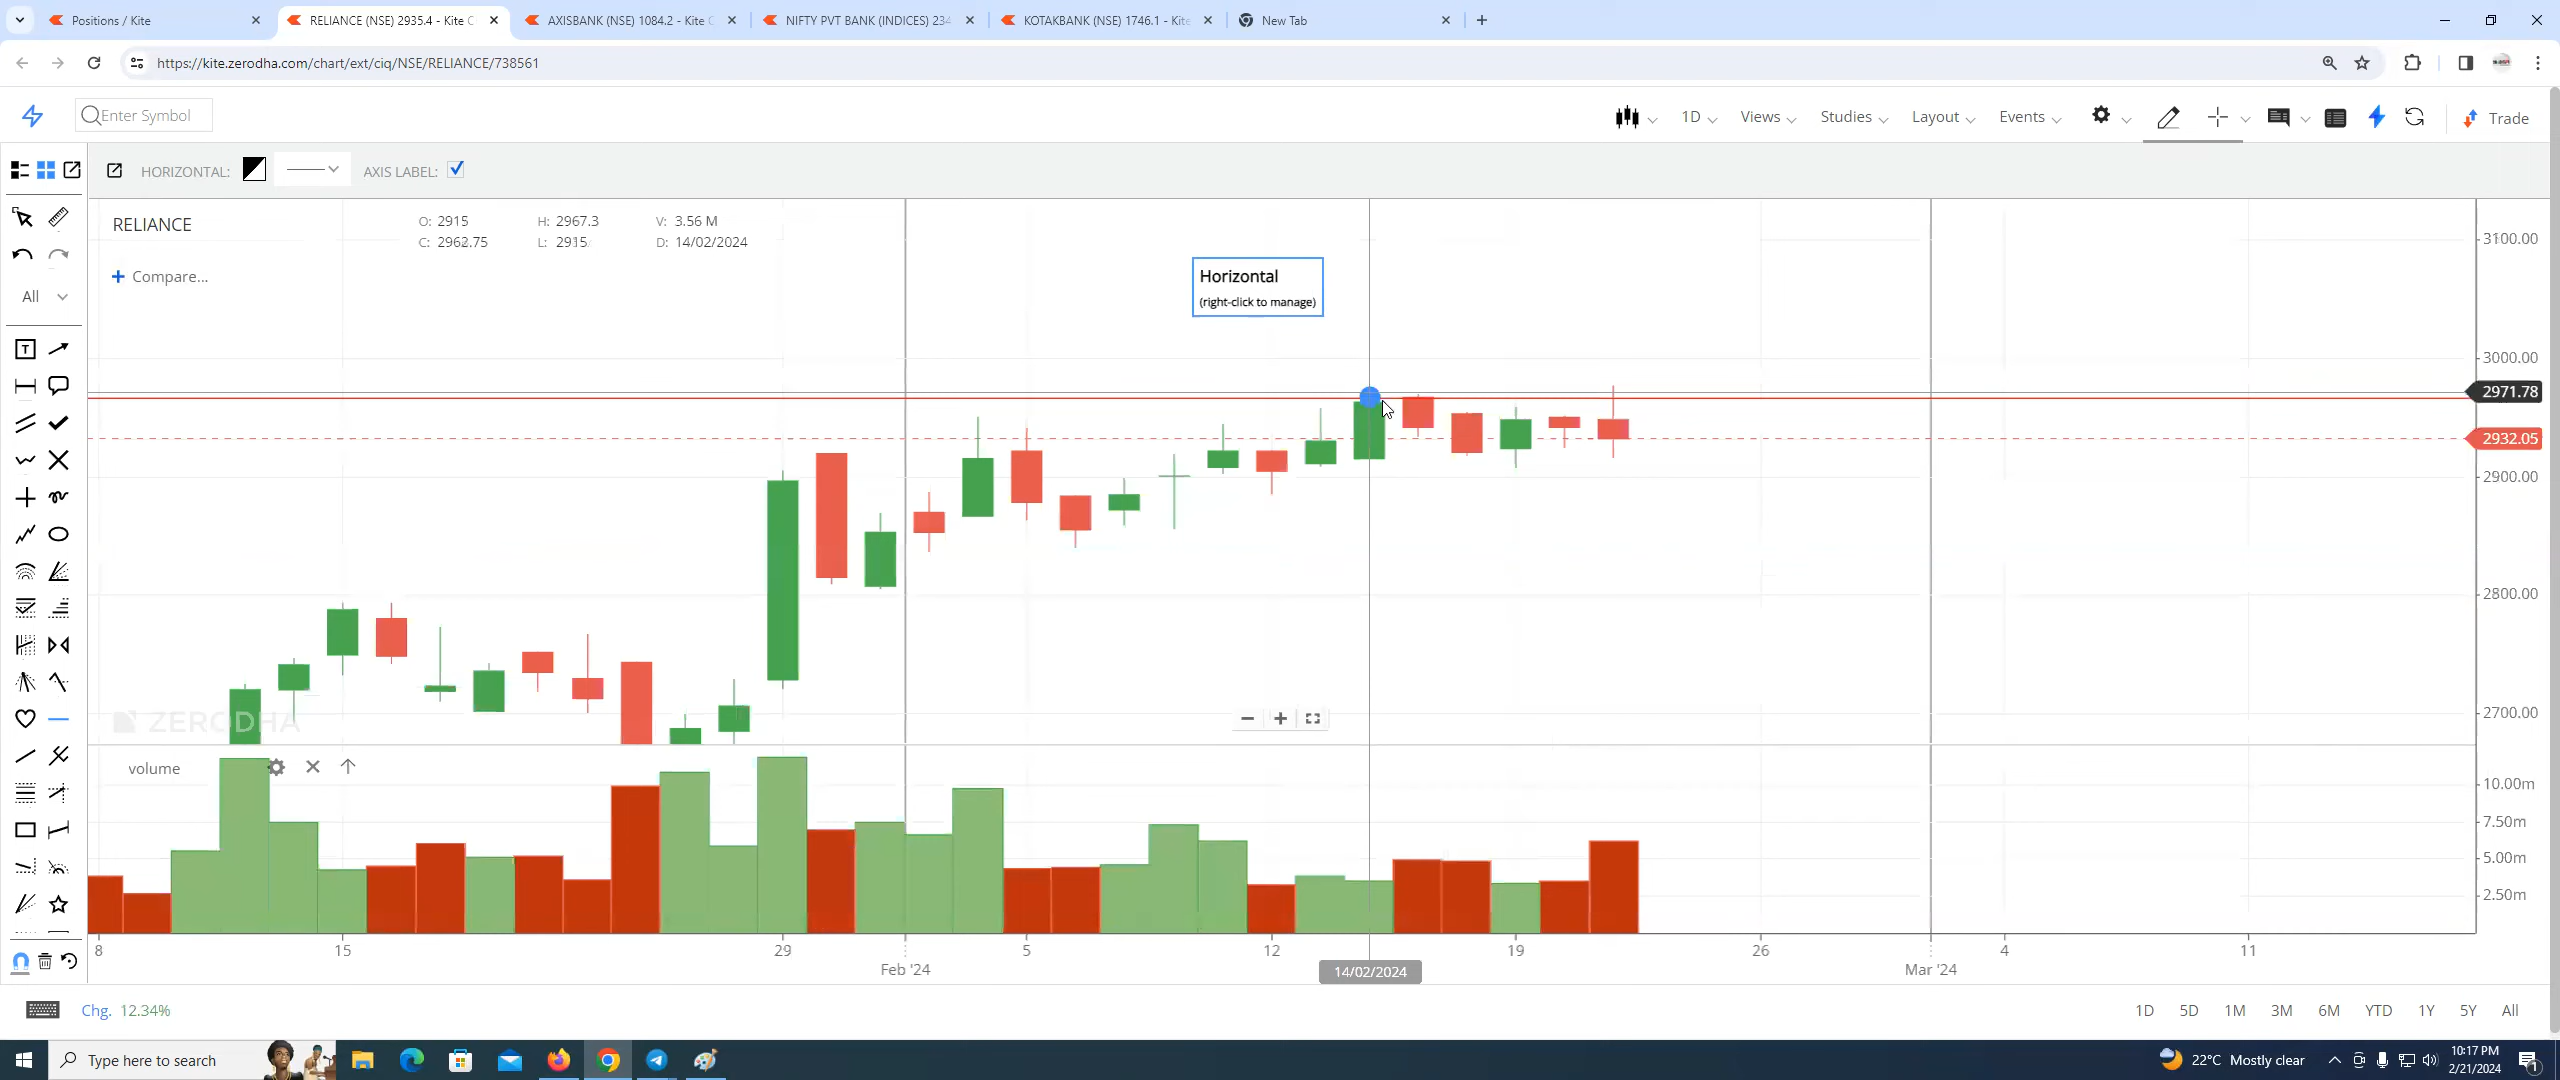 Positions / Kite
RELIANCE (NSE) 2935.4 - Kite C
AXISBANK (NSE) 1084.2 - Kite C
NIFTY PVT BANK (INDICES) 234
KOTAKBANK (NSE) 1746.1 - Kite
New Tab
https://kite.zerodha.com/chart/ext/ciq/NSE/RELIANCE/738561
Enter Symbol
1D Views Studies Layout Events Trade
HORIZONTAL: AXIS LABEL:
RELIANCE
O: 2915 H: 2967.3 V: 3.56 M
C: 2962.75 L: 2915 D: 14/02/2024
+ Compare...
All
T
Horizontal
(right-click to manage)
3100.00
3000.00
2971.78
2932.05
2900.00
2800.00
2700.00
ZERODHA
volume
10.00m
7.50m
5.00m
2.50m
8 15 29 5 12 19 26 4 11
Feb '24 Mar '24
14/02/2024
Chg. 12.34%
1D 5D 1M 3M 6M YTD 1Y 5Y All
Type here to search
22°C Mostly clear
10:17 PM
2/21/2024
1